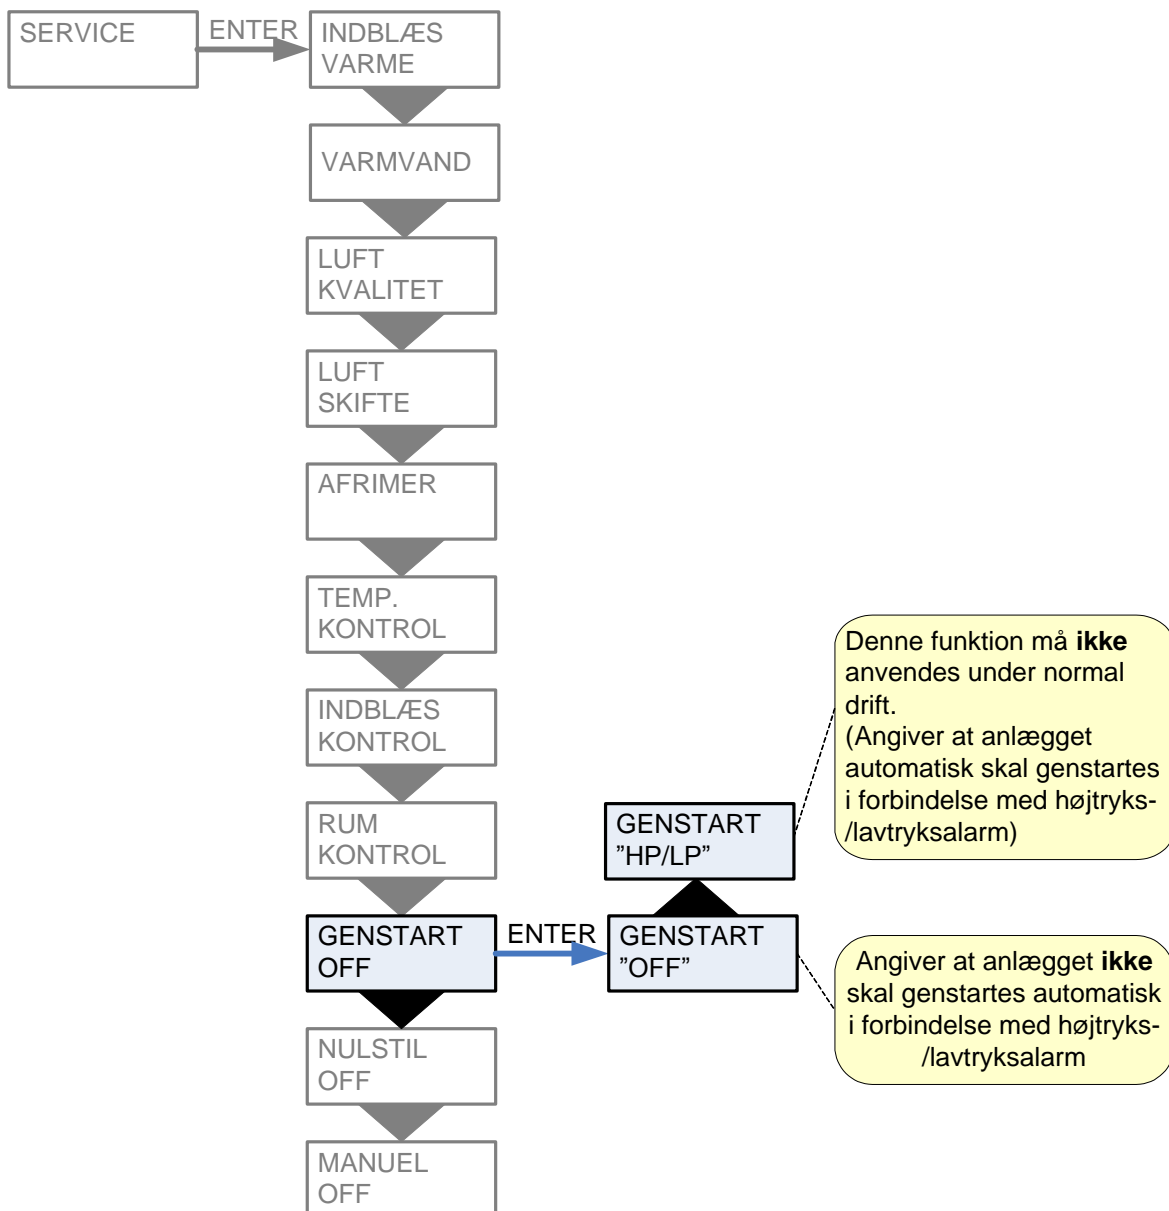 SERVICE
ENTER
INDBLÆS
VARME
VARMVAND
LUFT
KVALITET
LUFT
SKIFTE
AFRIMER
TEMP.
KONTROL
INDBLÆS
KONTROL
RUM
KONTROL
GENSTART
OFF
ENTER
GENSTART
"OFF"
GENSTART
"HP/LP"
Denne funktion må ikke
anvendes under normal
drift.
(Angiver at anlægget
automatisk skal genstartes
i forbindelse med højtryks-
/lavtryksalarm)
Angiver at anlægget ikke
skal genstartes automatisk
i forbindelse med højtryks-
/lavtryksalarm
NULSTIL
OFF
MANUEL
OFF